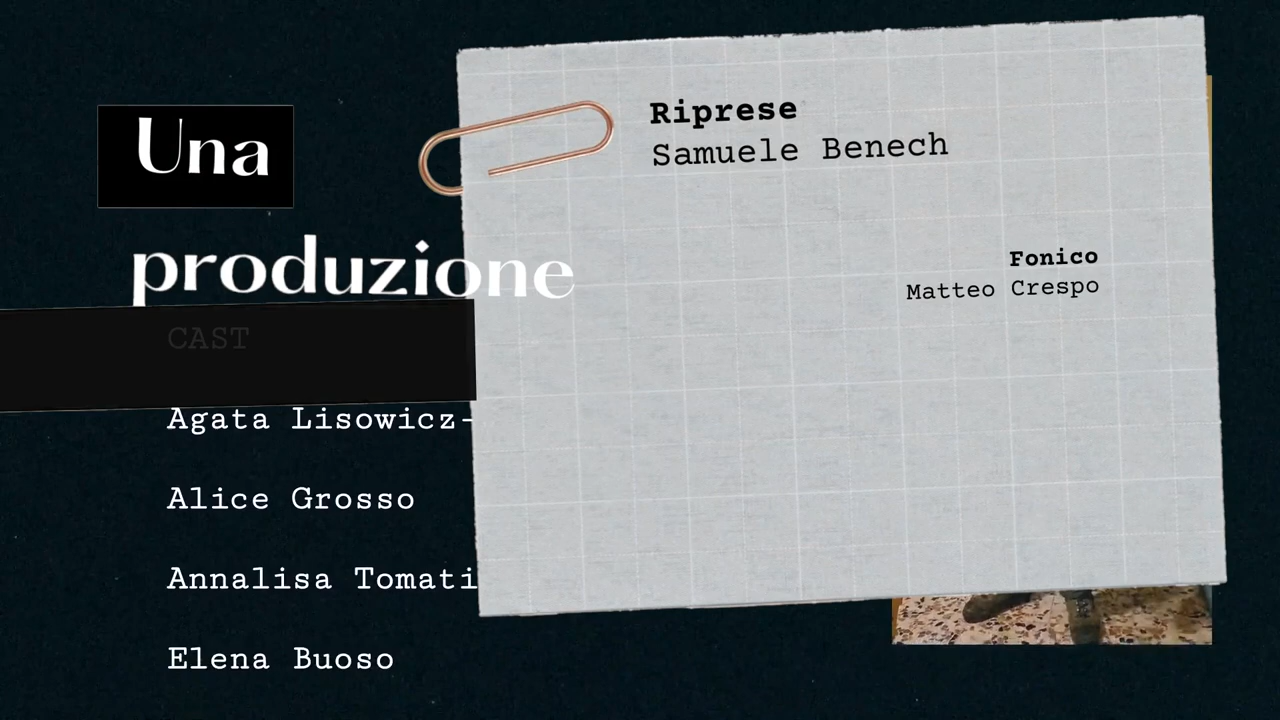 Una
produzione
CAST
Agata Lisowicz-
Alice Grosso
Annalisa Tomati
Elena Buoso
Riprese
Samuele Benech
Fonico
Matteo Crespo